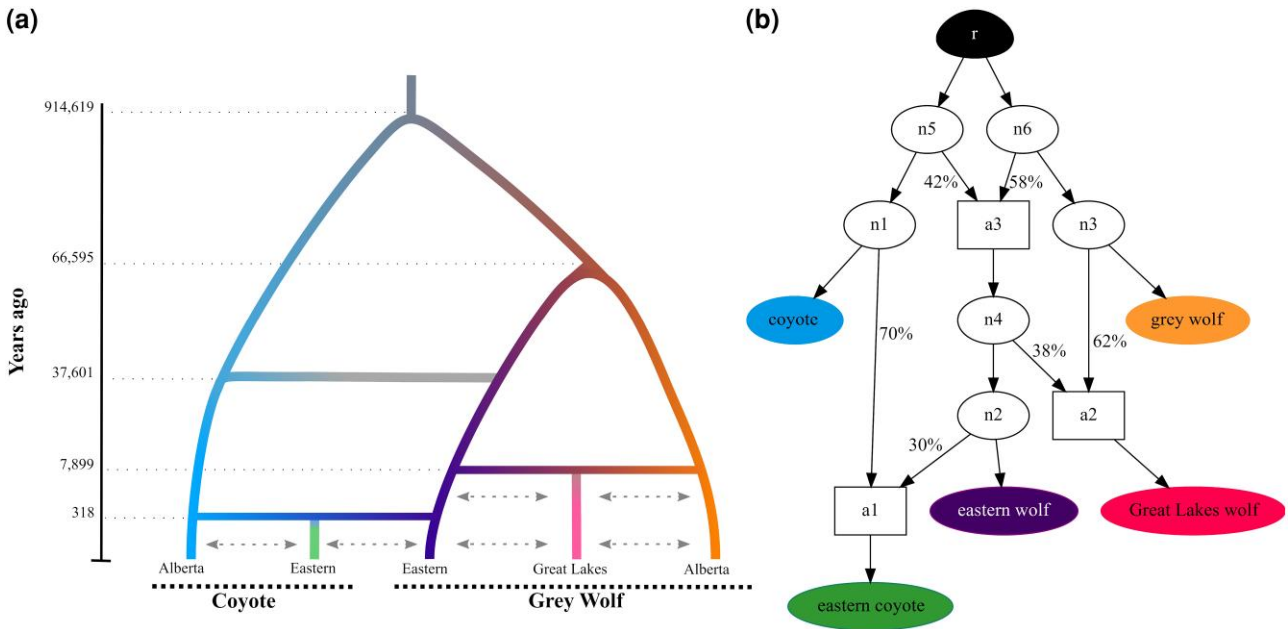 (a)
914,619
66,595
37,601
7,899
318
Years ago
Alberta
Eastern
Eastern
Great Lakes
Alberta
Coyote
Grey Wolf
(b)
r
n5
n6
42%
58%
n1
a3
n3
coyote
n4
grey wolf
70%
38%
62%
n2
a2
30%
a1
eastern wolf
Great Lakes wolf
eastern coyote